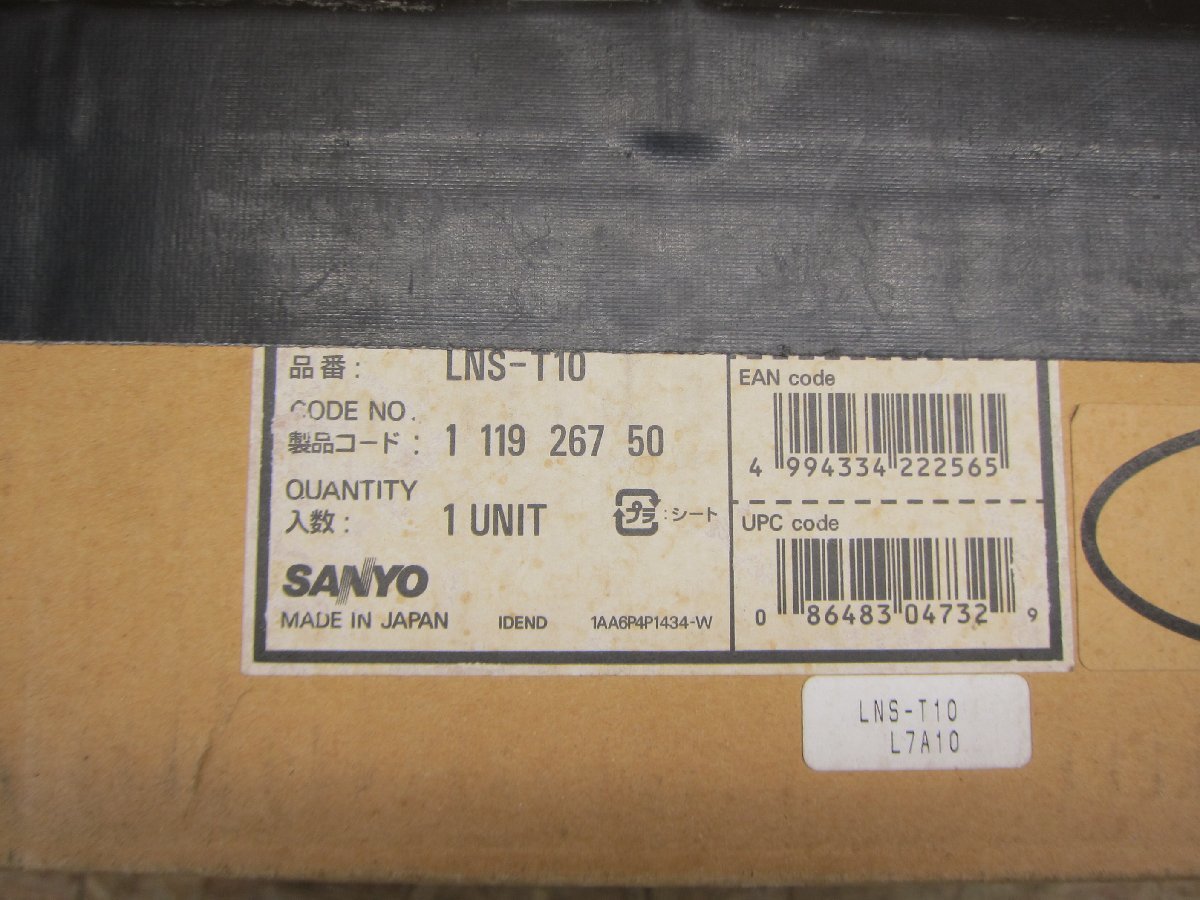 品番: LNS-T10
CODE NO.
製品コード: 1 119 267 50
QUANTITY
入数: 1 UNIT
プラ :シート
SANYO
MADE IN JAPAN IDEND 1AA6P4P1434-W
EAN code
4 994334 222565
UPC code
0 86483 04732 9
LNS-T10
L7A10